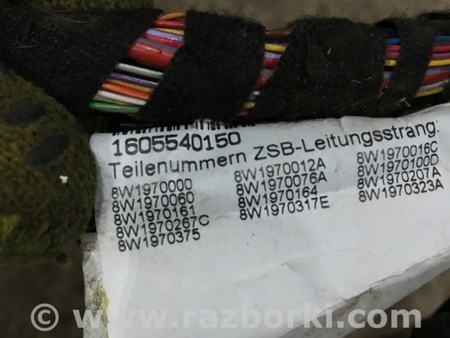 1605540150
Teilenummern ZSB-Leitungsstrang:
8W1970000 8W1970012A 8W1970016C
8W1970060 8W1970076A 8W1970100D
8W1970161 8W1970164 8W1970207A
8W1970267C 8W1970317E 8W1970323A
8W1970375
© www.razborki.com